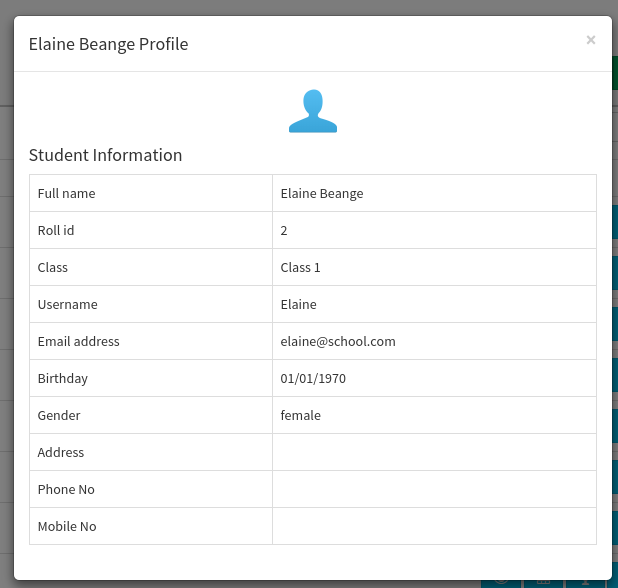 Elaine Beange Profile ×
Student Information
Full name Elaine Beange
Roll id 2
Class Class 1
Username Elaine
Email address elaine@school.com
Birthday 01/01/1970
Gender female
Address
Phone No
Mobile No